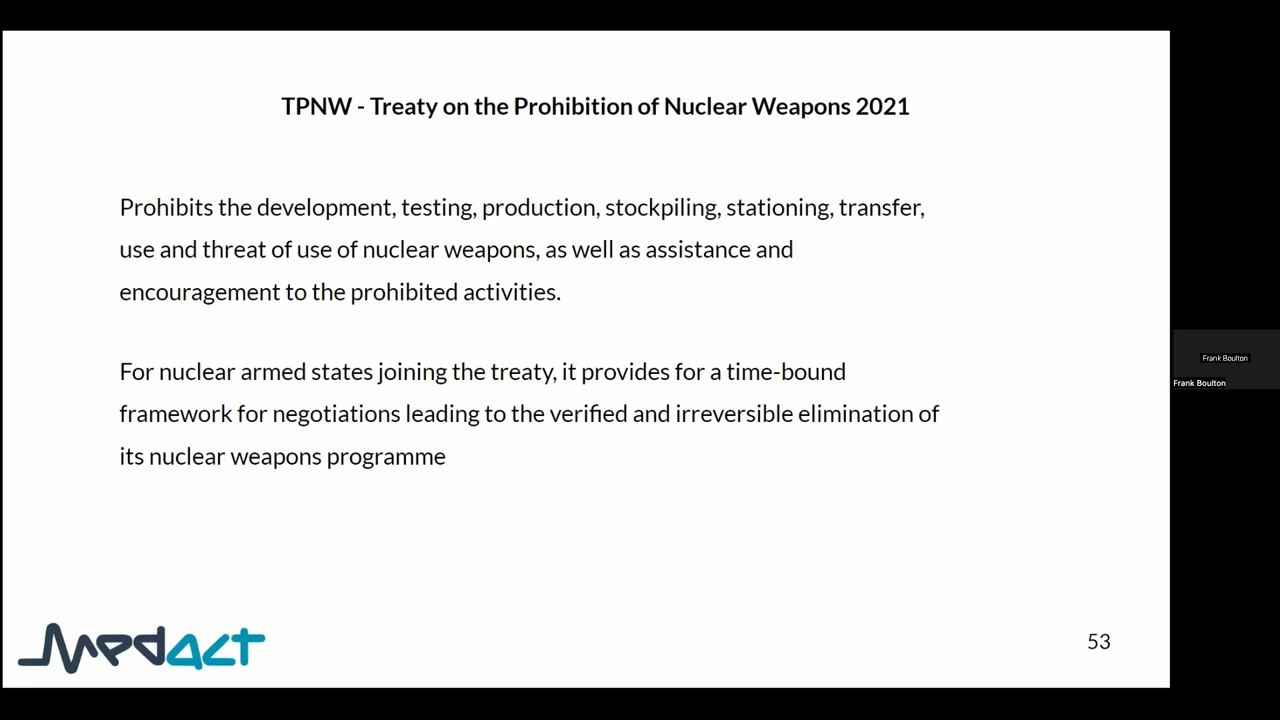 TPNW - Treaty on the Prohibition of Nuclear Weapons 2021
Prohibits the development, testing, production, stockpiling, stationing, transfer,
use and threat of use of nuclear weapons, as well as assistance and
encouragement to the prohibited activities.
For nuclear armed states joining the treaty, it provides for a time-bound
framework for negotiations leading to the verified and irreversible elimination of
its nuclear weapons programme
Frank Boulton
Frank Boulton
Medact
53